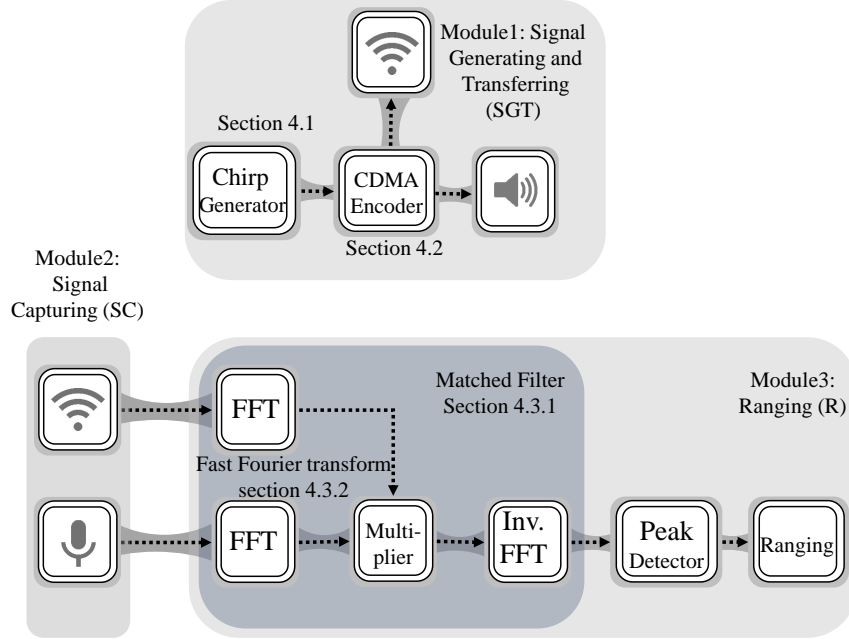 Module1: Signal
Generating and
Transferring
(SGT)
Section 4.1
Chirp
Generator
CDMA
Encoder
Section 4.2
Module2:
Signal
Capturing (SC)
Matched Filter
Section 4.3.1
Module3:
Ranging (R)
FFT
Fast Fourier transform
section 4.3.2
FFT
Multi-
plier
Inv.
FFT
Peak
Detector
Ranging